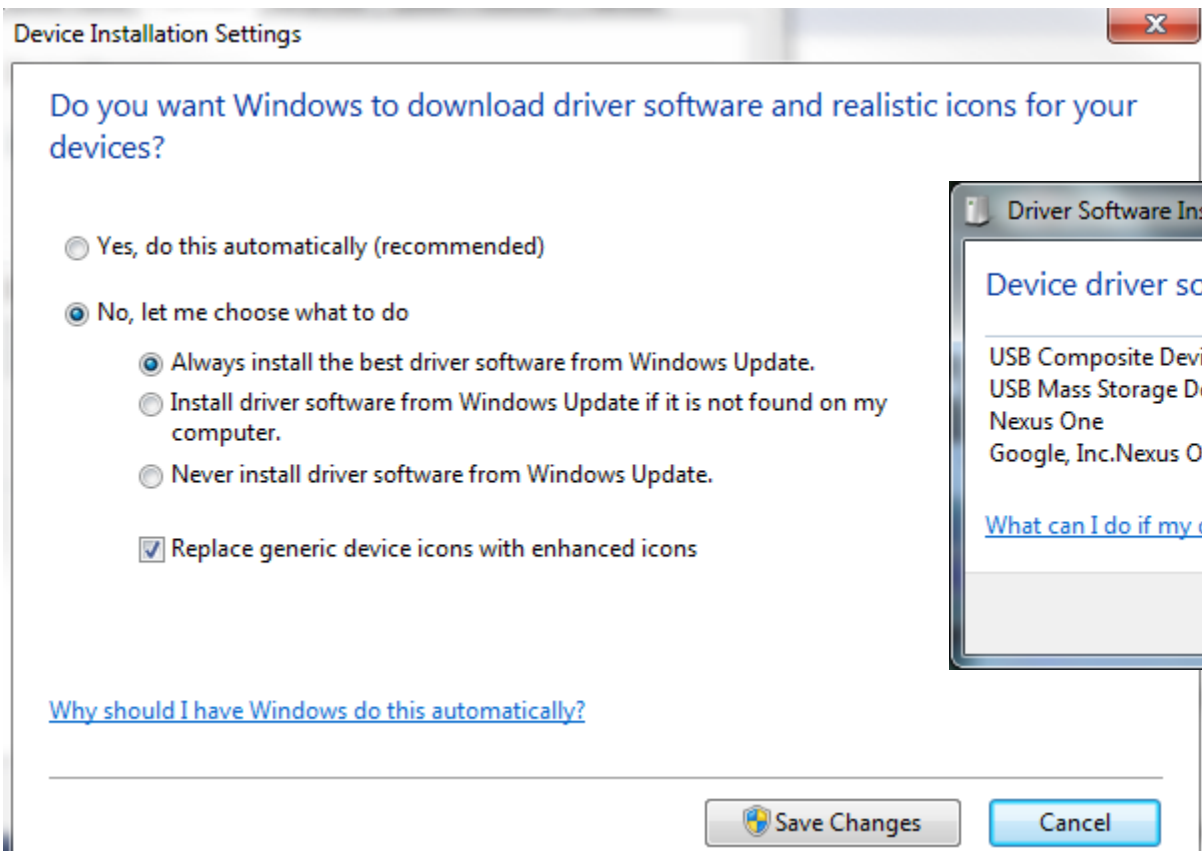 Device Installation Settings
Do you want Windows to download driver software and realistic icons for your
devices?
Yes, do this automatically (recommended)
No, let me choose what to do
Always install the best driver software from Windows Update.
Install driver software from Windows Update if it is not found on my
computer.
Never install driver software from Windows Update.
Replace generic device icons with enhanced icons
Why should I have Windows do this automatically?
Save Changes
Cancel
Driver Software
Device driver
USB Composite
USB Mass Storage
Nexus One
Google, Inc.Nexus
What can I do if my